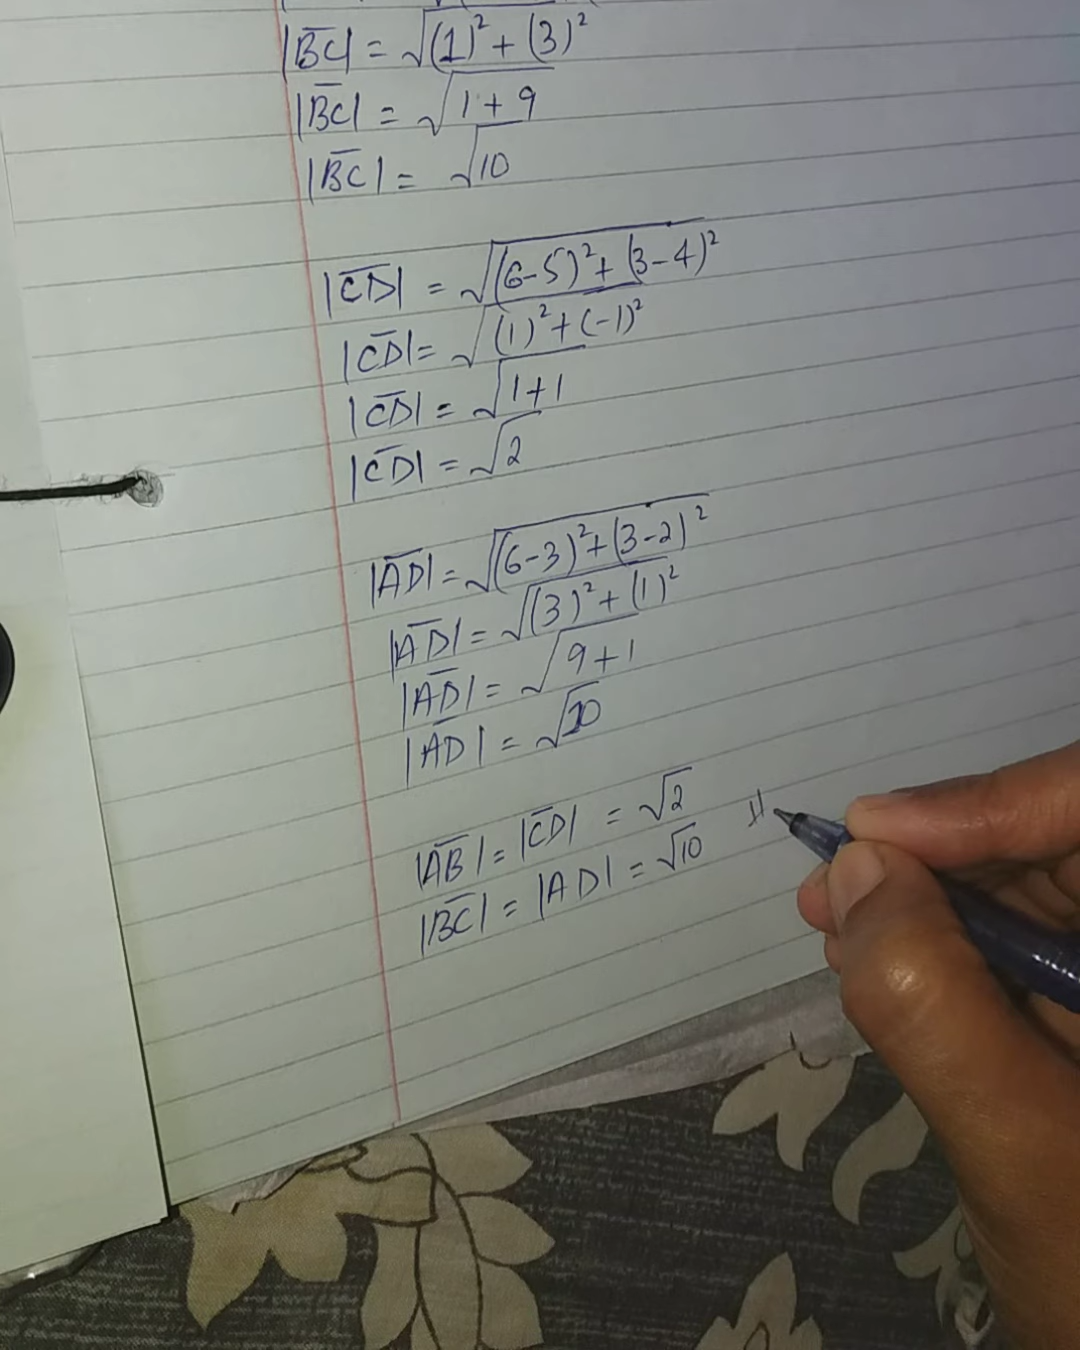 |BC̅| = √(1)² + (3)²
|BC̅| = √1 + 9
|BC̅| = √10
|CD̅| = √(6-5)² + (3-4)²
|CD̅| = √(1)² + (-1)²
|CD̅| = √1+1
|CD̅| = √2
|AD̅| = √(6-3)² + (3-2)²
|AD̅| = √(3)² + (1)²
|AD̅| = √9+1
|AD̅| = √10
|AB̅| = |CD̅| = √2
|BC̅| = |AD| = √10